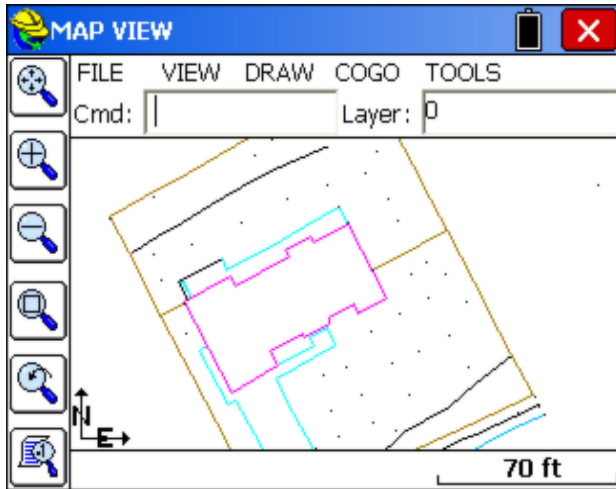 MAP VIEW
FILE VIEW DRAW COGO TOOLS
Cmd: Layer: 0
N
E
70 ft